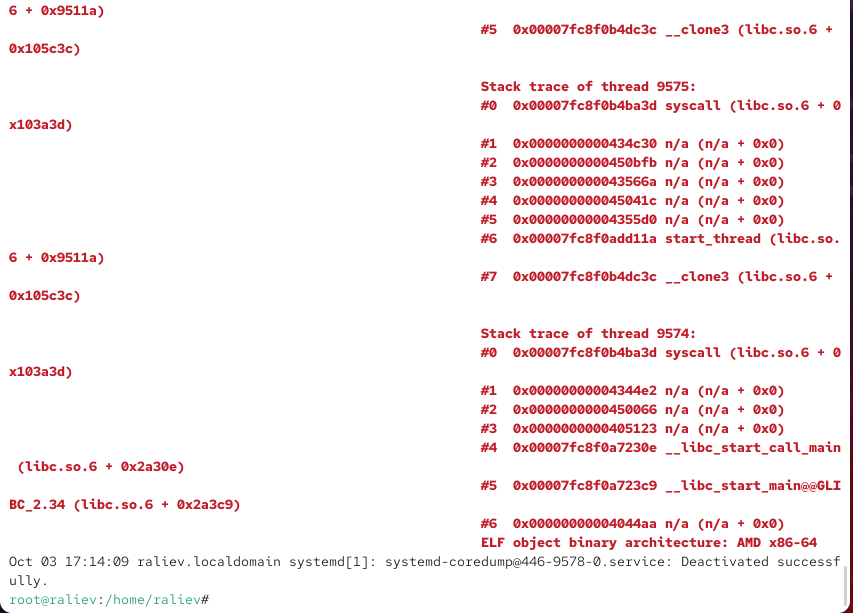 6 + 0x9511a)
#5 0x00007fc8f0b4dc3c __clone3 (libc.so.6 +
0x105c3c)
Stack trace of thread 9575:
#0 0x00007fc8f0b4ba3d syscall (libc.so.6 + 0
x103a3d)
#1 0x0000000000434c30 n/a (n/a + 0x0)
#2 0x0000000000450bfb n/a (n/a + 0x0)
#3 0x000000000043566a n/a (n/a + 0x0)
#4 0x000000000045041c n/a (n/a + 0x0)
#5 0x00000000004355d0 n/a (n/a + 0x0)
#6 0x00007fc8f0add11a start_thread (libc.so.
6 + 0x9511a)
#7 0x00007fc8f0b4dc3c __clone3 (libc.so.6 +
0x105c3c)
Stack trace of thread 9574:
#0 0x00007fc8f0b4ba3d syscall (libc.so.6 + 0
x103a3d)
#1 0x00000000004344e2 n/a (n/a + 0x0)
#2 0x0000000000450066 n/a (n/a + 0x0)
#3 0x0000000000405123 n/a (n/a + 0x0)
#4 0x00007fc8f0a7230e __libc_start_call_main
(libc.so.6 + 0x2a30e)
#5 0x00007fc8f0a723c9 __libc_start_main@@GLI
BC_2.34 (libc.so.6 + 0x2a3c9)
#6 0x00000000004044aa n/a (n/a + 0x0)
ELF object binary architecture: AMD x86-64
Oct 03 17:14:09 raliev.localdomain systemd[1]: systemd-coredump@446-9578-0.service: Deactivated successf
ully.
root@raliev:/home/raliev#